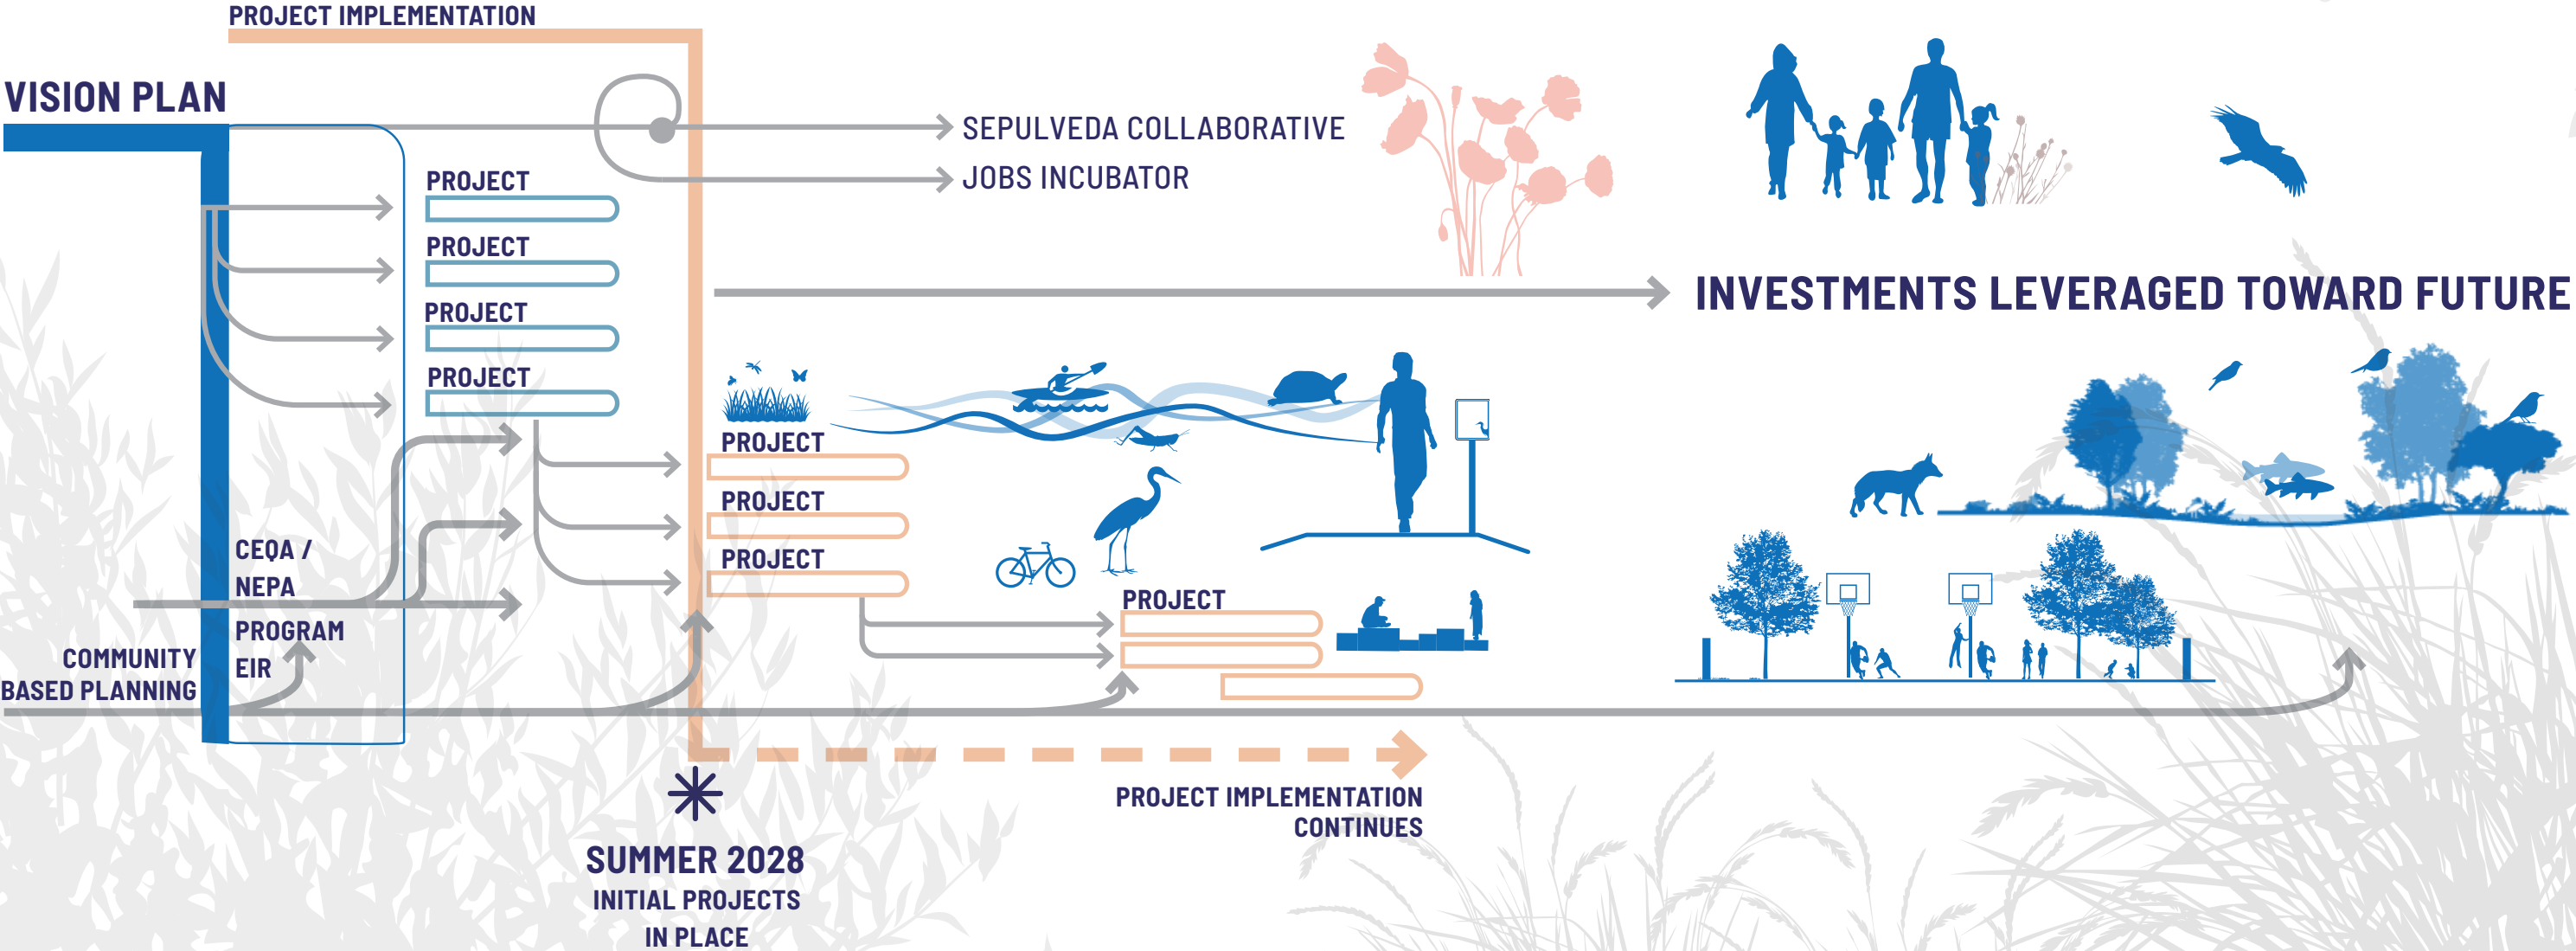 PROJECT IMPLEMENTATION
VISION PLAN
SEPULVEDA COLLABORATIVE
JOBS INCUBATOR
PROJECT
PROJECT
PROJECT
PROJECT
INVESTMENTS LEVERAGED TOWARD FUTURE
PROJECT
PROJECT
PROJECT
PROJECT
CEQA /
NEPA
PROGRAM
EIR
COMMUNITY
BASED PLANNING
PROJECT IMPLEMENTATION
CONTINUES
SUMMER 2028
INITIAL PROJECTS
IN PLACE